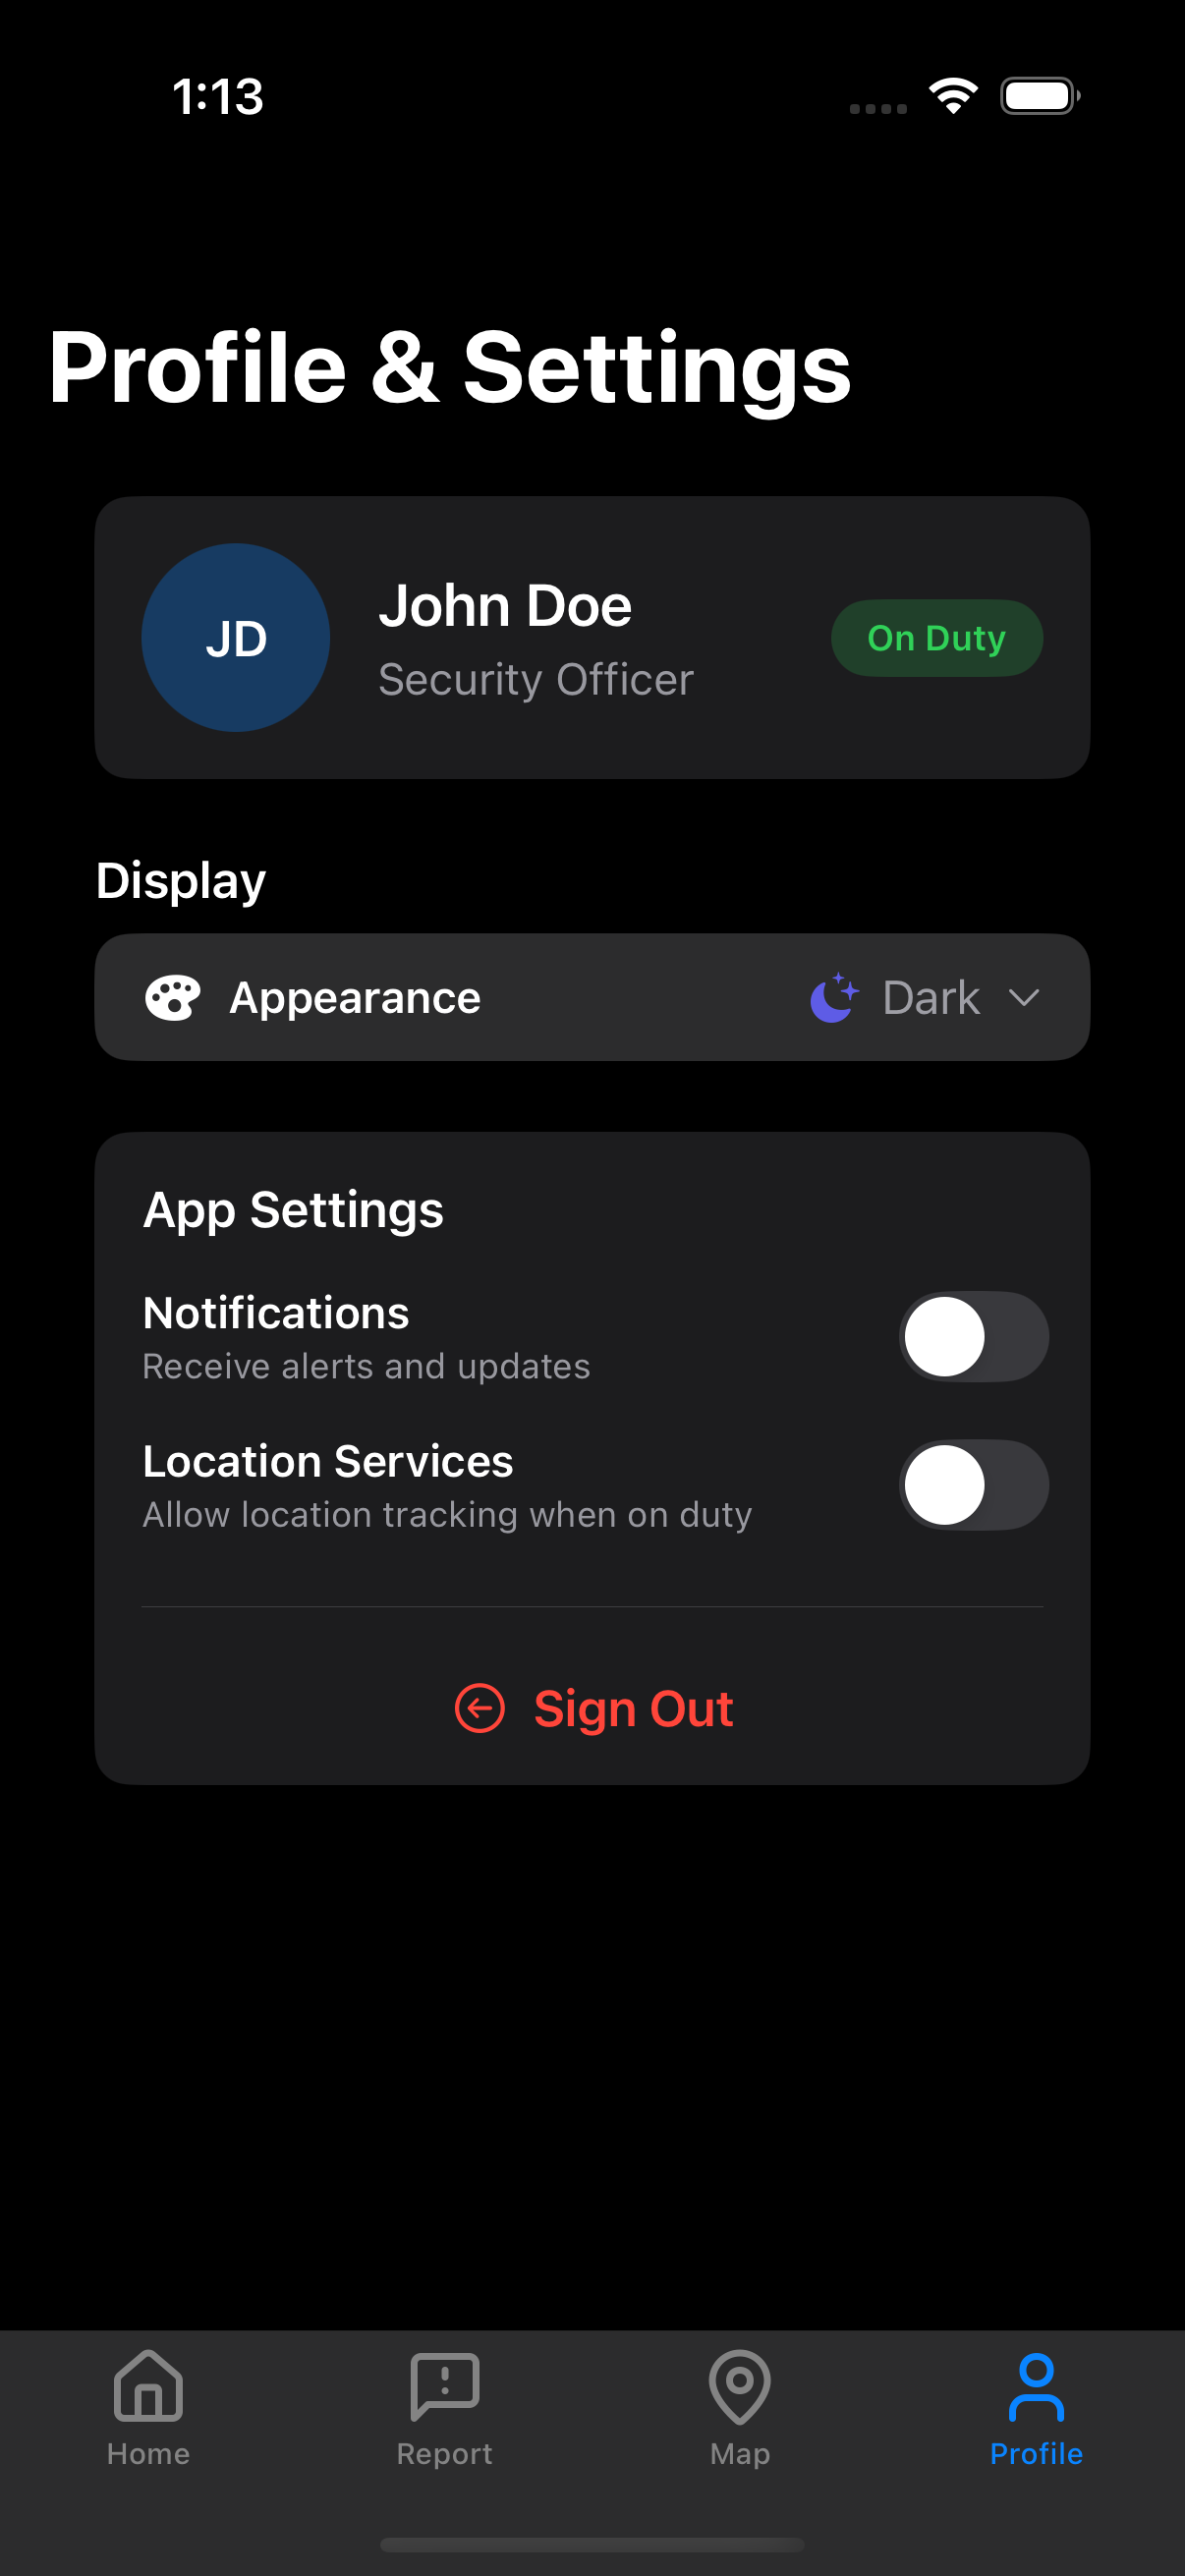 1:13
Profile & Settings
JD
John Doe
Security Officer
On Duty
Display
Appearance
Dark
App Settings
Notifications
Receive alerts and updates
Location Services
Allow location tracking when on duty
Sign Out
Home
Report
Map
Profile